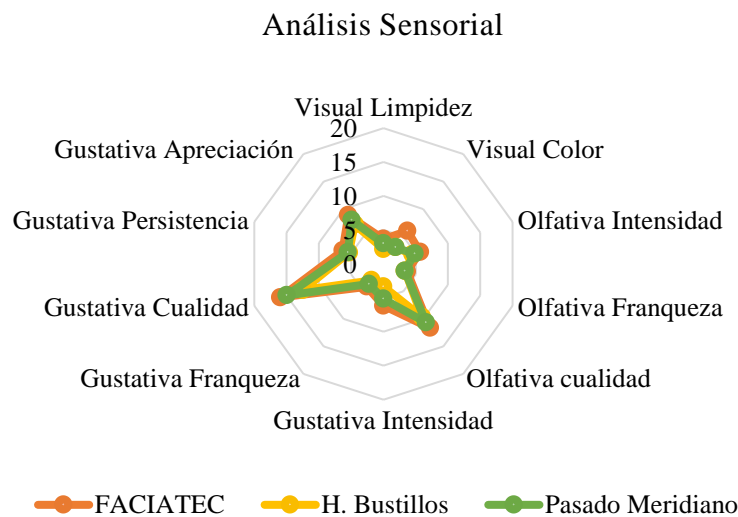 Análisis Sensorial
Visual Limpidez
20
Gustativa Apreciación
Visual Color
15
10
Gustativa Persistencia
Olfativa Intensidad
5
0
Gustativa Cualidad
Olfativa Franqueza
Gustativa Franqueza
Olfativa cualidad
Gustativa Intensidad
FACIATEC
H. Bustillos
Pasado Meridiano